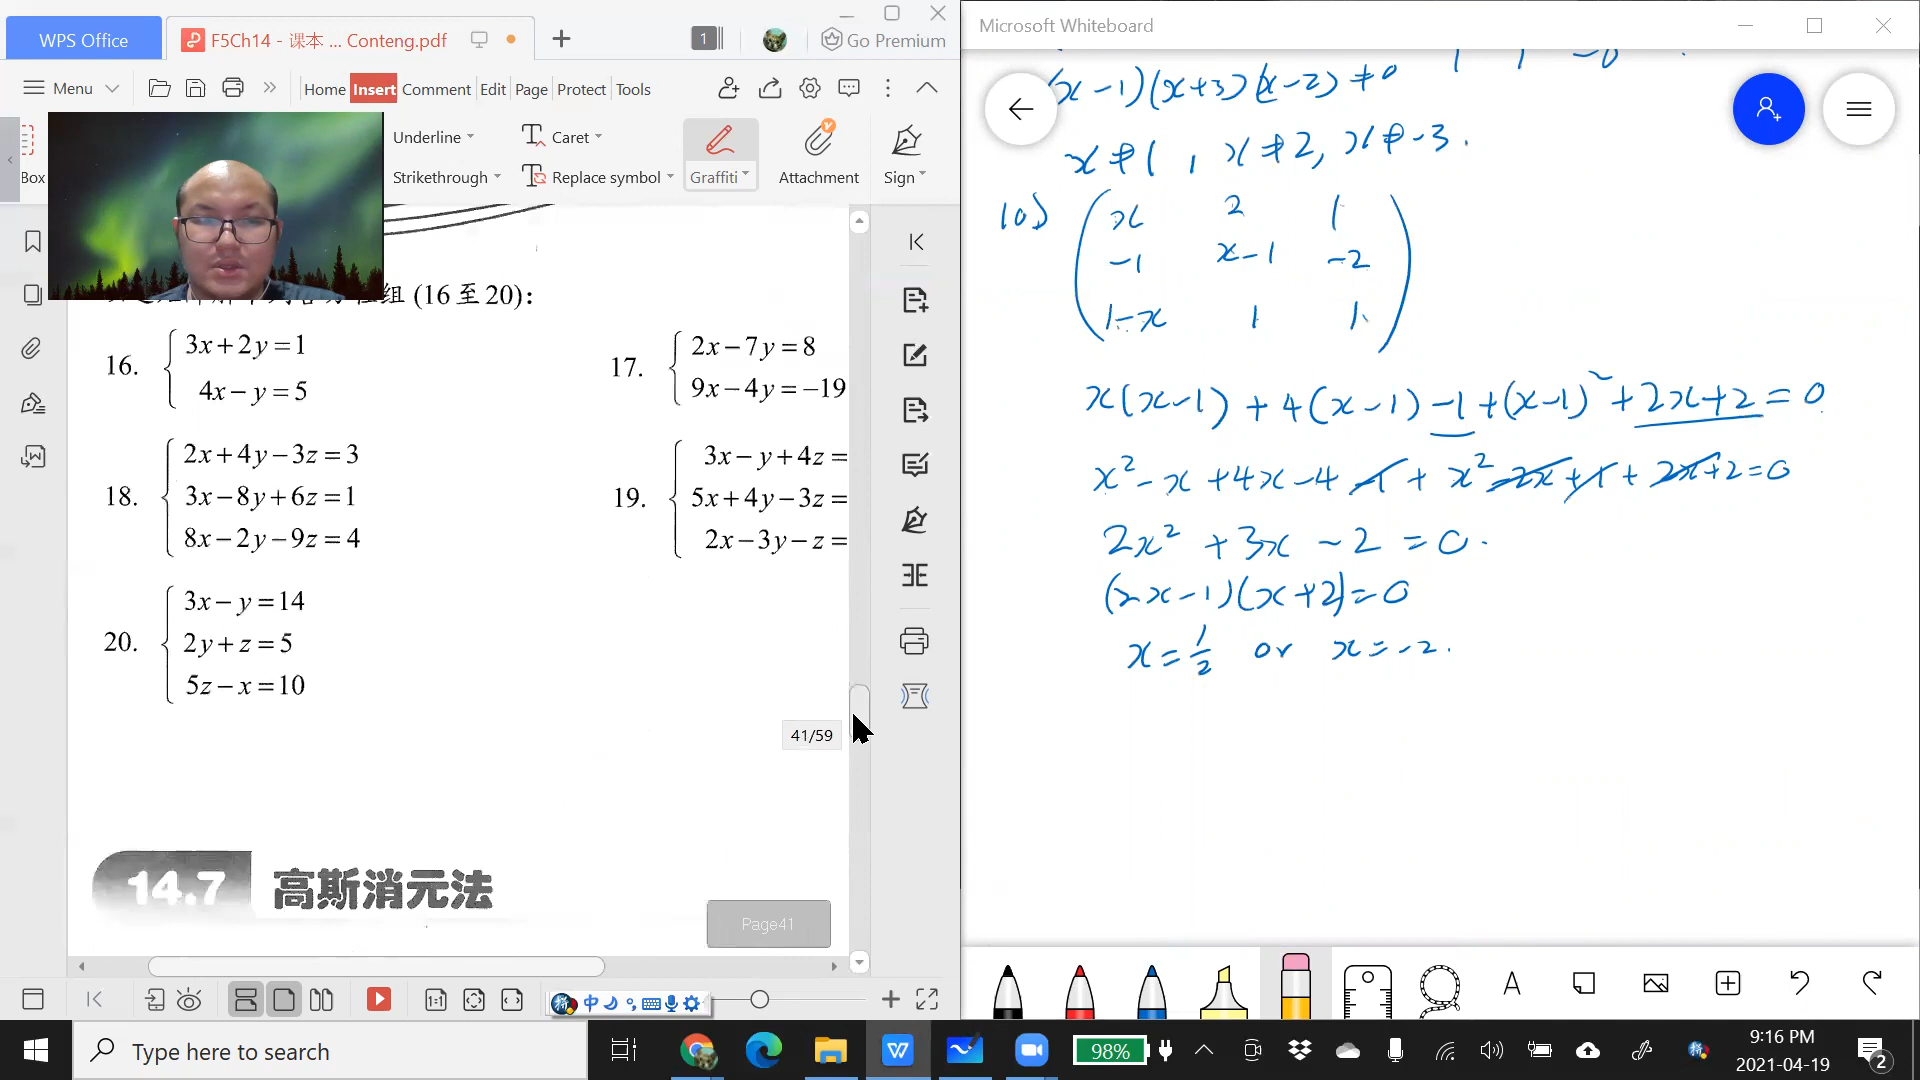 WPS Office
F5Ch14 - 课本 ... Conteng.pdf
1
Go Premium
Microsoft Whiteboard
Menu
Home Insert Comment Edit Page Protect Tools
Box
Underline
Caret
Strikethrough
Replace symbol
Graffiti
Attachment
Sign
组 (16 至 20):
16. 3x+2y=1
4x-y=5
17. 2x-7y=8
9x-4y=-19
18. 2x+4y-3z=3
3x-8y+6z=1
8x-2y-9z=4
19. 3x-y+4z=
5x+4y-3z=
2x-3y-z=
20. 3x-y=14
2y+z=5
5z-x=10
41/59
14.7 高斯消元法
Page41
(x-1)(x+3)(x-2)≠0
x≠1, x≠2, x≠-3.
10)
x 2 1
-1 x-1 -2
1-x 1 1
x(x-1)+4(x-1)-1+(x-1)²+2x+2=0
x²-x+4x-4-1+x²-2x+1+2x+2=0
2x²+3x-2=0.
(2x-1)(x+2)=0
x=1/2 or x=-2.
中
Type here to search
98%
9:16 PM
2021-04-19
2